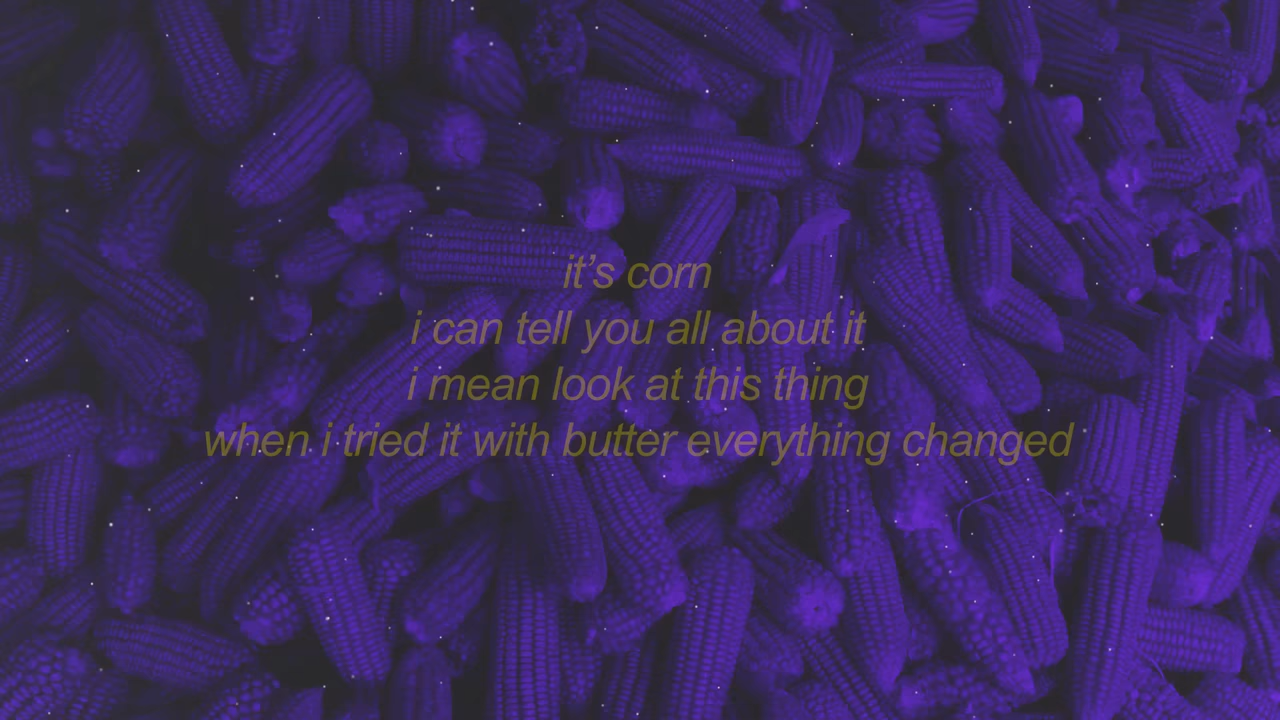 it’s corn
i can tell you all about it
i mean look at this thing
when i tried it with butter everything changed